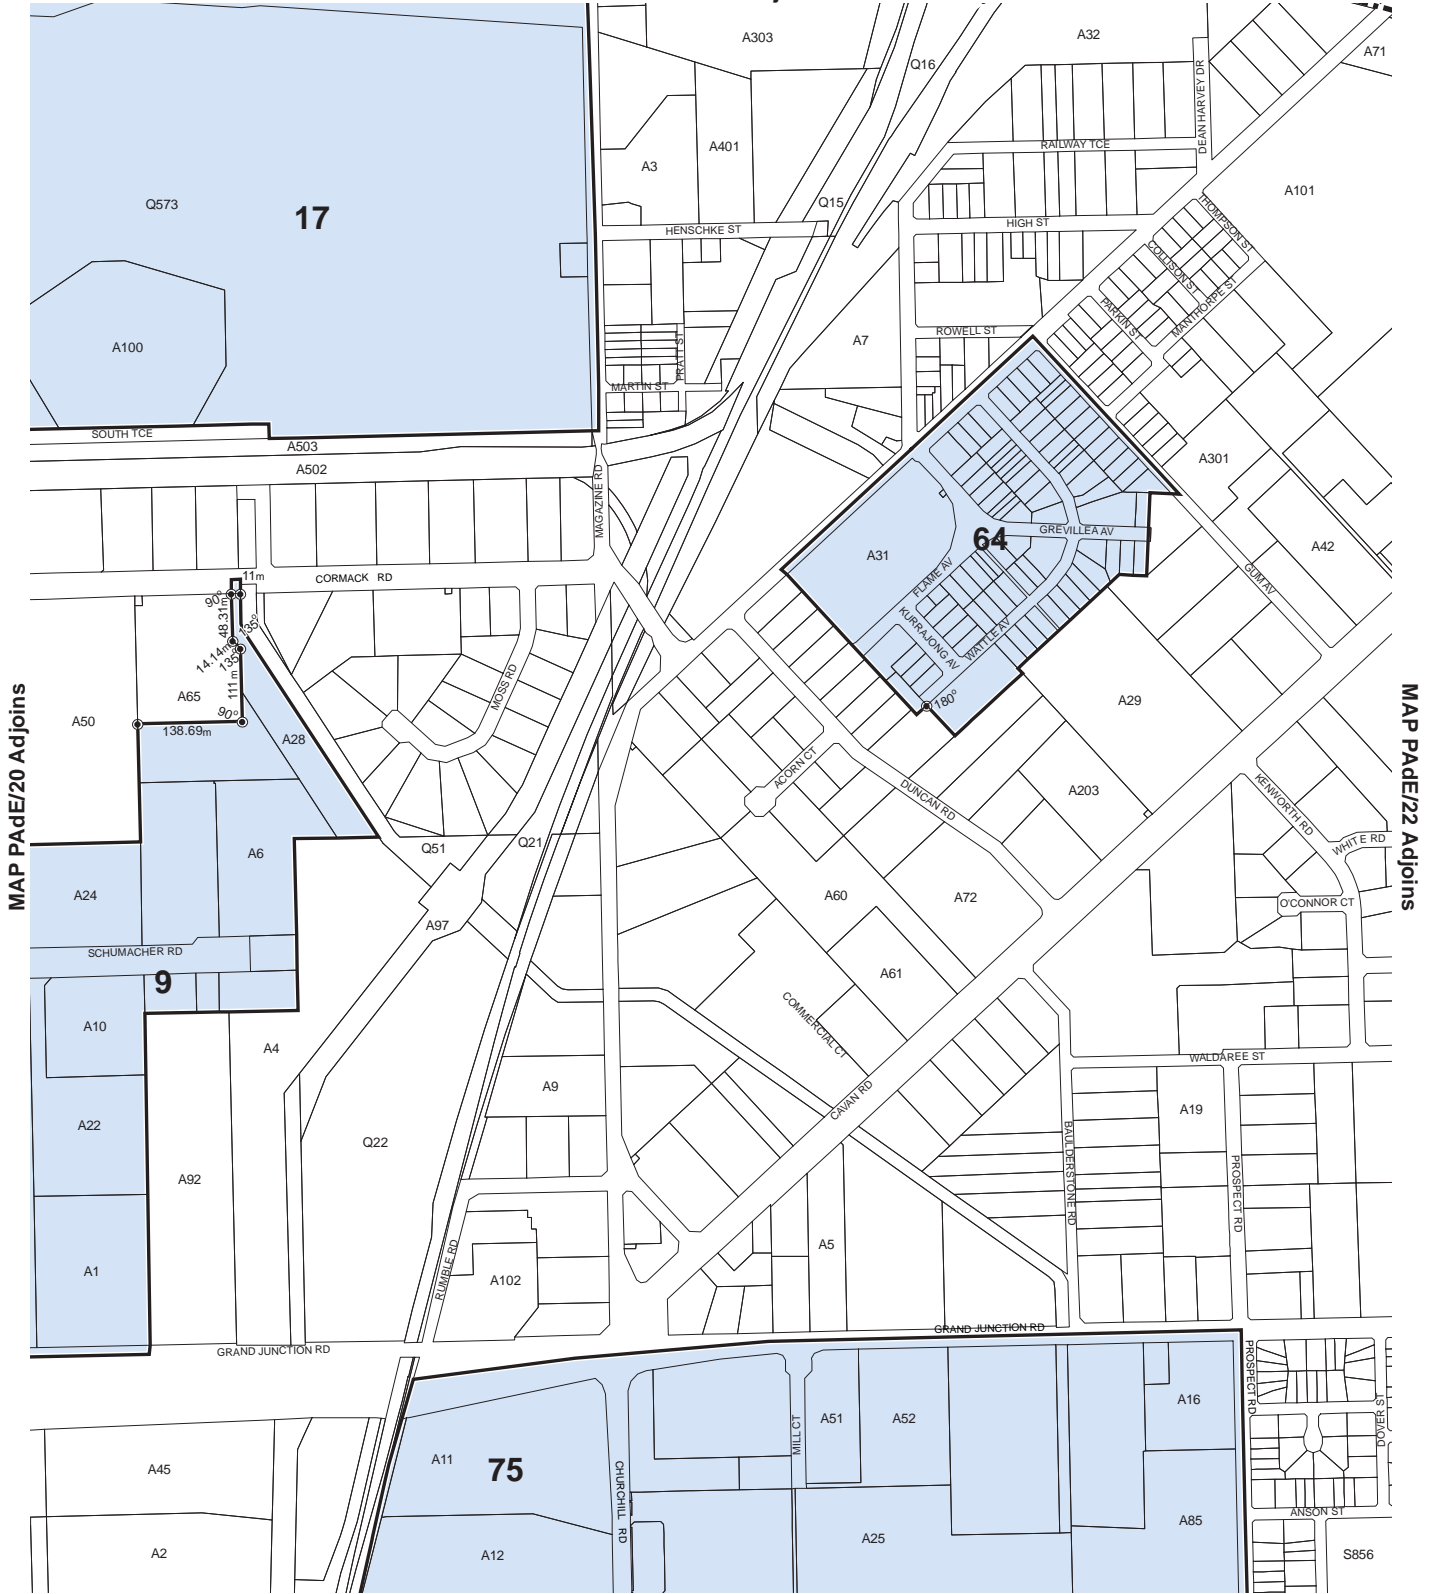 A303
A32
A71
Q16
DEAN HARVEY DR
RAILWAY TCE
A401
A3
Q573
17
Q15
A101
HENSCHKE ST
HIGH ST
THOMPSON ST
COLLISON ST
MANTHORPE ST
PARKIN ST
A100
PRATT ST
A7
ROWELL ST
MARTIN ST
SOUTH TCE
A503
A502
MAGAZINE RD
A301
A42
A31
64
GREVILLEA AV
GUM AV
FLAME AV
KURRAJONG AV
WATTLE AV
180°
CORMACK RD
11m
90°
48.31m
135°
14.14m
135°
111m
90°
138.69m
A65
A50
A28
MOSS RD
A29
MAP PAdE/20 Adjoins
MAP PAdE/22 Adjoins
ACORN CT
DUNCAN RD
A203
KENWORTH RD
WHITE RD
O'CONNOR CT
Q51
Q21
A6
A24
A60
A72
A97
SCHUMACHER RD
9
A61
COMMERCIAL CT
A10
A4
WALDAREE ST
A9
CAVAN RD
A22
A19
Q22
BAULDERSTONE RD
PROSPECT RD
A92
A1
RUMBLE RD
A102
A5
GRAND JUNCTION RD
GRAND JUNCTION RD
PROSPECT RD
DOVER ST
A16
A51
A52
MILL CT
A11
75
A45
CHURCHILL RD
ANSON ST
A85
A25
A12
A2
S856